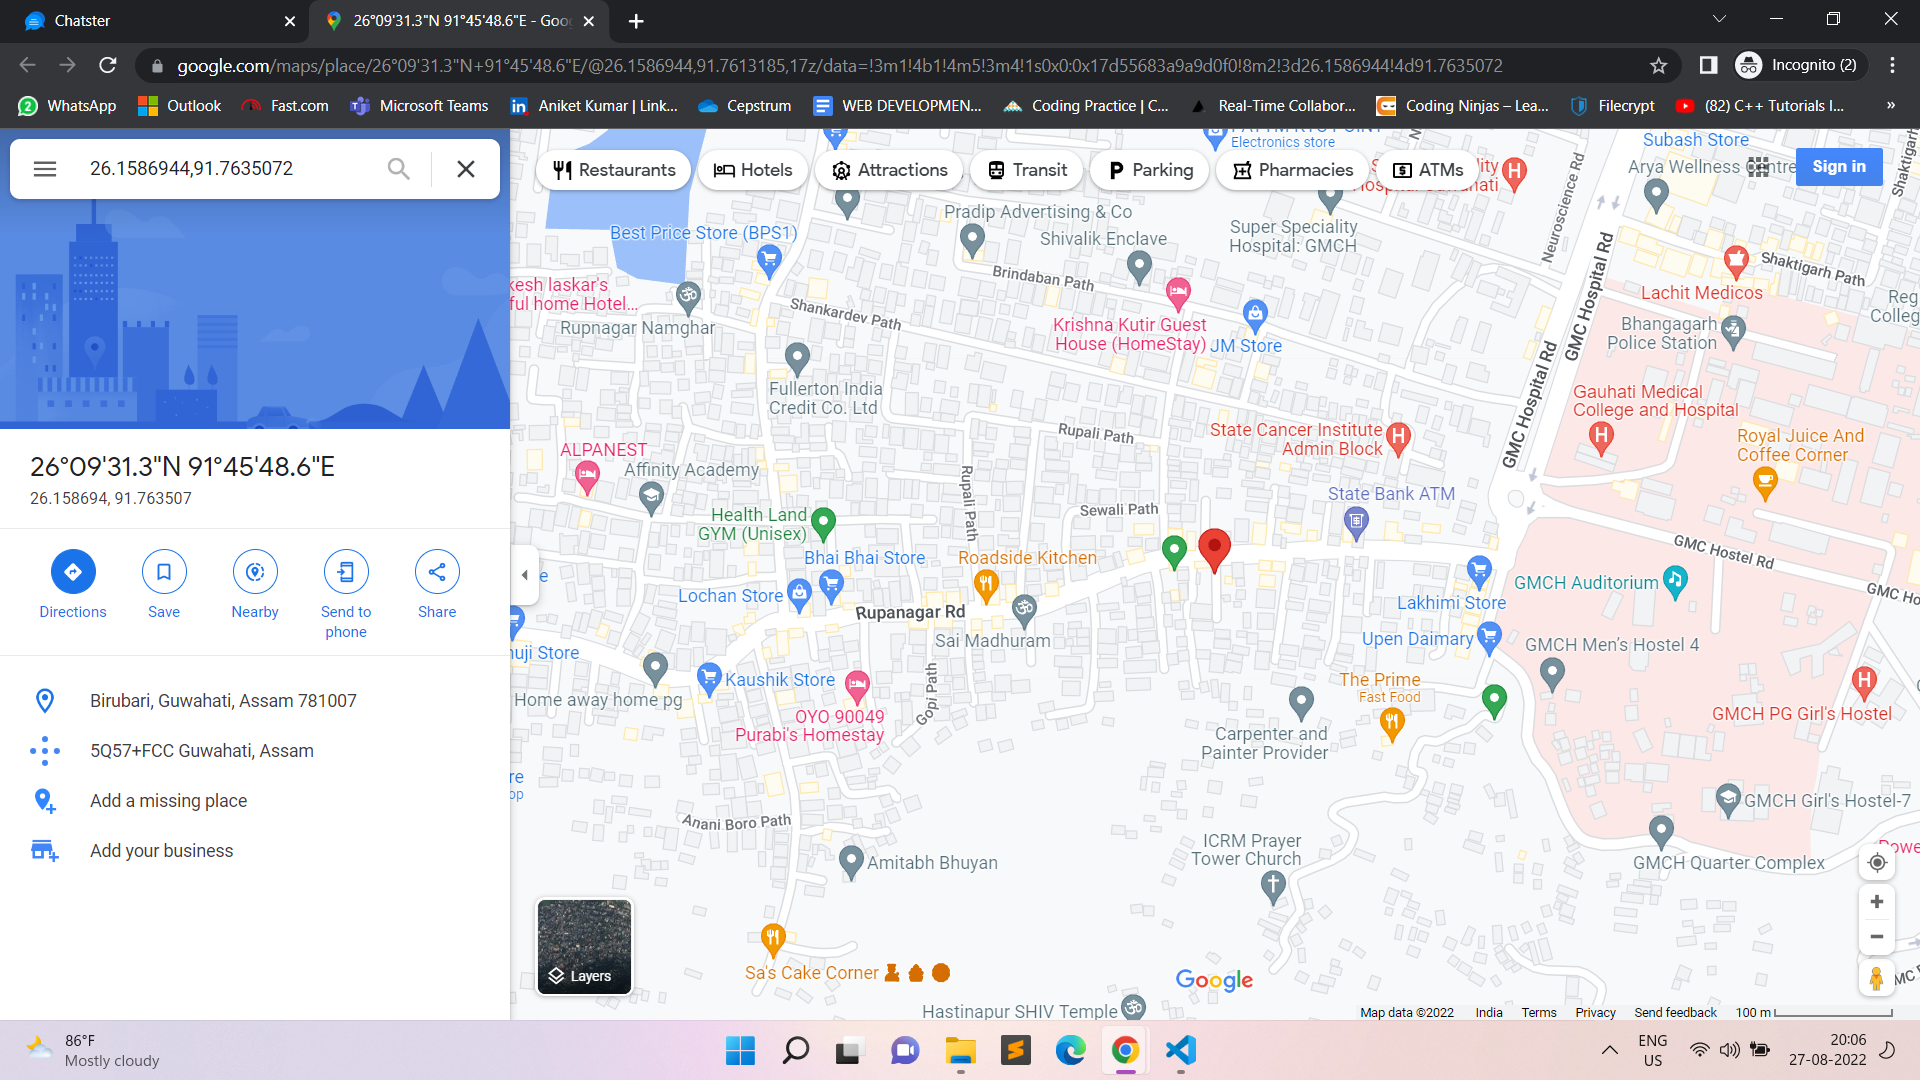 Chatster
26°09'31.3"N 91°45'48.6"E - Goo
google.com/maps/place/26°09'31.3"N+91°45'48.6"E/@26.1586944,91.7613185,17z/data=!3m1!4b1!4m5!3m4!1s0x0:0x17d55683a9a9d0f0!8m2!3d26.1586944!4d91.7635072
Incognito (2)
WhatsApp
Outlook
Fast.com
Microsoft Teams
Aniket Kumar | Link...
Cepstrum
WEB DEVELOPMEN...
Coding Practice | C...
Real-Time Collabor...
Coding Ninjas – Lea...
Filecrypt
(82) C++ Tutorials I...
»
26.1586944,91.7635072
Restaurants
Hotels
Attractions
Transit
Parking
Pharmacies
ATMs
Sign in
26°09'31.3"N 91°45'48.6"E
26.158694, 91.763507
Directions
Save
Nearby
Send to
phone
Share
Birubari, Guwahati, Assam 781007
5Q57+FCC Guwahati, Assam
Add a missing place
Add your business
Electronics store
Subash Store
Arya Wellness Centre
Pradip Advertising & Co
Best Price Store (BPS1)
Shivalik Enclave
Super Speciality
Hospital: GMCH
Neuroscience Rd
GMC Hospital Rd
Shaktigarh Path
Brindaban Path
kesh laskar's
ful home Hotel...
Lachit Medicos
Reg
College
Rupnagar Namghar
Shankardev Path
Krishna Kutir Guest
House (HomeStay)
JM Store
Bhangagarh
Police Station
Fullerton India
Credit Co. Ltd
GMC Hospital Rd
Gauhati Medical
College and Hospital
Rupali Path
State Cancer Institute
Admin Block
Royal Juice And
Coffee Corner
ALPANEST
Affinity Academy
Rupali Path
State Bank ATM
Health Land
GYM (Unisex)
Sewali Path
Bhai Bhai Store
Roadside Kitchen
GMC Hostel Rd
Lochan Store
Rupanagar Rd
Lakhimi Store
GMCH Auditorium
GMC Ho
Sai Madhuram
Upen Daimary
GMCH Men's Hostel 4
uji Store
Home away home pg
Kaushik Store
Gopi Path
The Prime
Fast Food
OYO 90049
Purabi's Homestay
Carpenter and
Painter Provider
GMCH PG Girl's Hostel
re
op
Anani Boro Path
GMCH Girl's Hostel-7
Amitabh Bhuyan
ICRM Prayer
Tower Church
GMCH Quarter Complex
Powe
Layers
Sa's Cake Corner
Google
Hastinapur SHIV Temple
Map data ©2022
India
Terms
Privacy
Send feedback
100 m
86°F
Mostly cloudy
ENG
US
20:06
27-08-2022